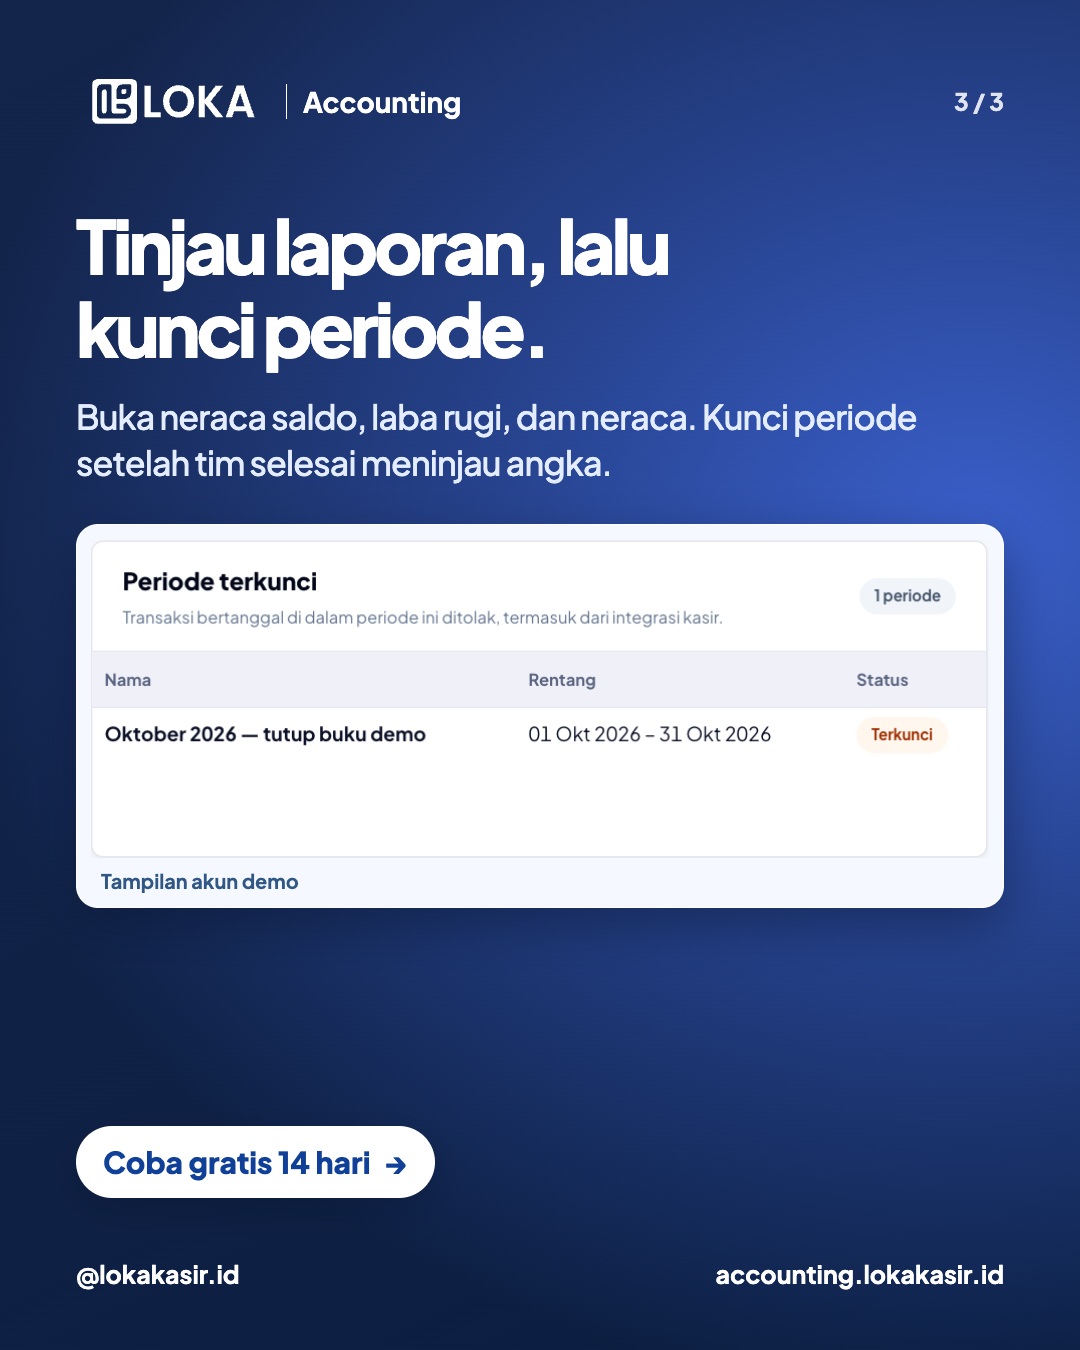 LOKA | Accounting
3 / 3
Tinjau laporan, lalu
kunci periode.
Buka neraca saldo, laba rugi, dan neraca. Kunci periode
setelah tim selesai meninjau angka.
Periode terkunci
1 periode
Transaksi bertanggal di dalam periode ini ditolak, termasuk dari integrasi kasir.
Nama Rentang Status
Oktober 2026 — tutup buku demo 01 Okt 2026 – 31 Okt 2026 Terkunci
Tampilan akun demo
Coba gratis 14 hari →
@lokakasir.id accounting.lokakasir.id